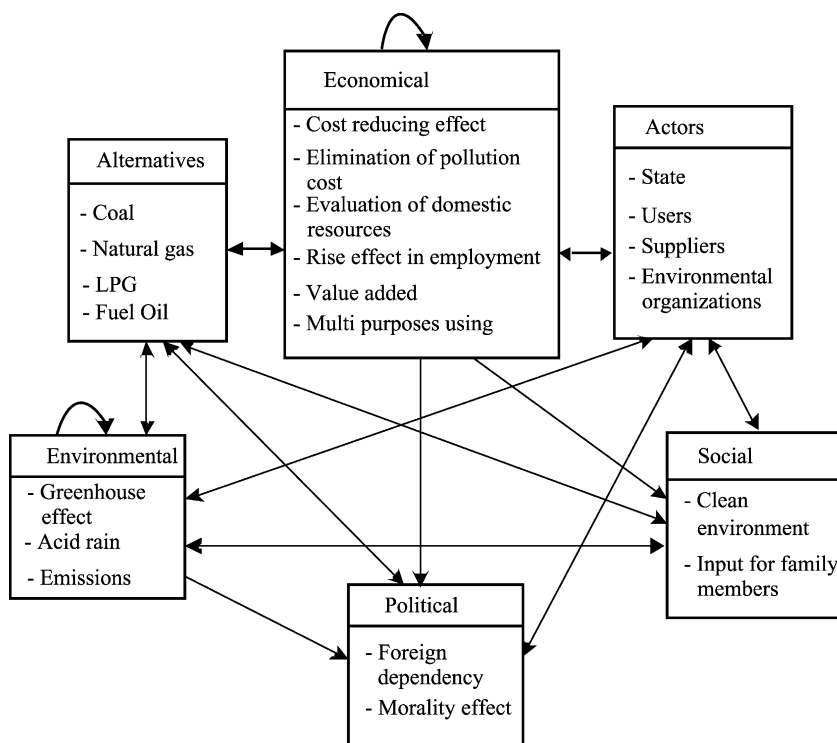 Economical
- Cost reducing effect
- Elimination of pollution
cost
- Evaluation of domestic
resources
- Rise effect in employment
- Value added
- Multi purposes using
Actors
- State
- Users
- Suppliers
- Environmental
organizations
Alternatives
- Coal
- Natural gas
- LPG
- Fuel Oil
Environmental
- Greenhouse
effect
- Acid rain
- Emissions
Social
- Clean
environment
- Input for family
members
Political
- Foreign
dependency
- Morality effect